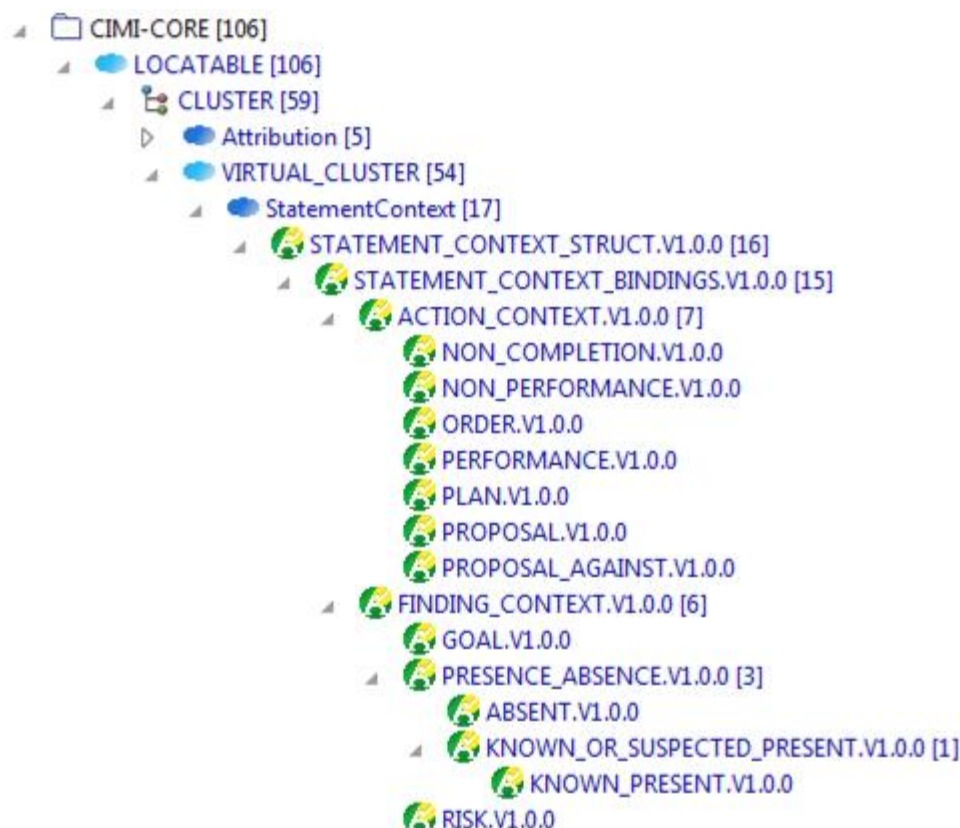 CIMI-CORE [106]
LOCATABLE [106]
CLUSTER [59]
Attribution [5]
VIRTUAL_CLUSTER [54]
StatementContext [17]
STATEMENT_CONTEXT_STRUCT.V1.0.0 [16]
STATEMENT_CONTEXT_BINDINGS.V1.0.0 [15]
ACTION_CONTEXT.V1.0.0 [7]
NON_COMPLETION.V1.0.0
NON_PERFORMANCE.V1.0.0
ORDER.V1.0.0
PERFORMANCE.V1.0.0
PLAN.V1.0.0
PROPOSAL.V1.0.0
PROPOSAL_AGAINST.V1.0.0
FINDING_CONTEXT.V1.0.0 [6]
GOAL.V1.0.0
PRESENCE_ABSENCE.V1.0.0 [3]
ABSENT.V1.0.0
KNOWN_OR_SUSPECTED_PRESENT.V1.0.0 [1]
KNOWN_PRESENT.V1.0.0
RISK.V1.0.0